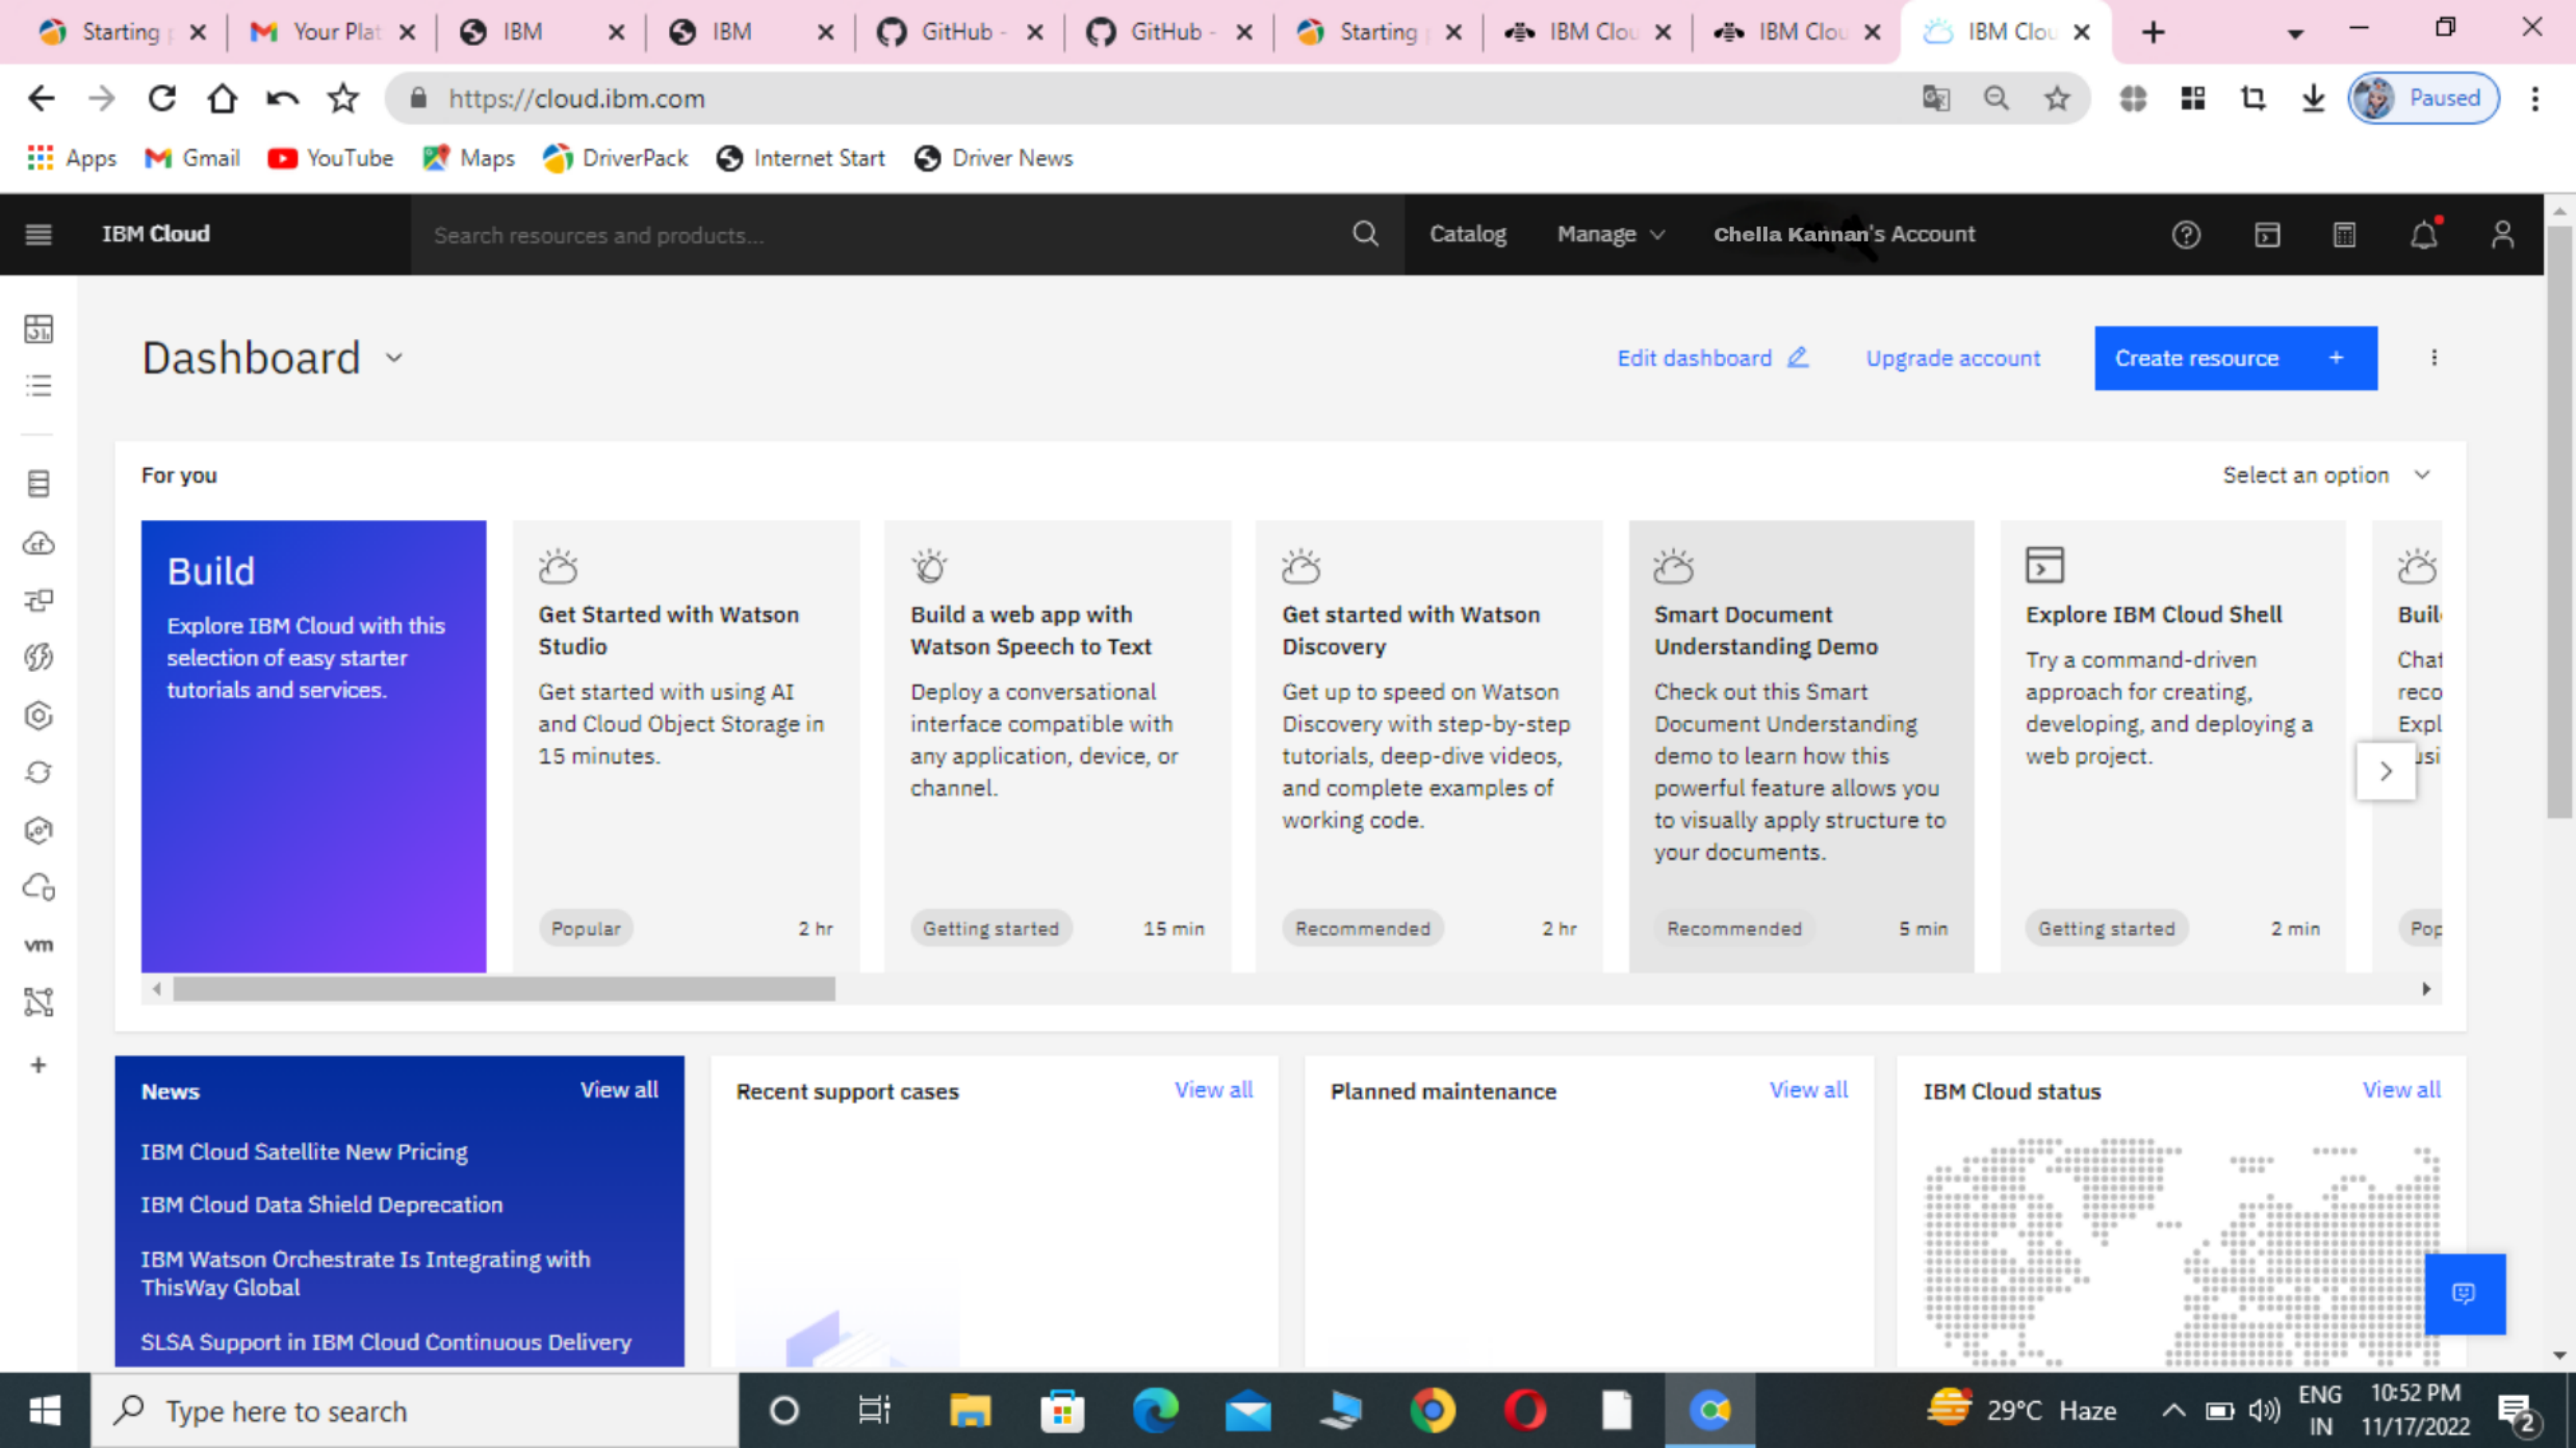 Starting
Your Plat
IBM
IBM
GitHub -
GitHub -
Starting
IBM Clou
IBM Clou
IBM Clou
https://cloud.ibm.com
Paused
Apps
Gmail
YouTube
Maps
DriverPack
Internet Start
Driver News
IBM Cloud
Search resources and products...
Catalog
Manage
Chella Kannan's Account
Dashboard
Edit dashboard
Upgrade account
Create resource +
For you
Select an option
Build
Explore IBM Cloud with this
selection of easy starter
tutorials and services.
Get Started with Watson
Studio
Get started with using AI
and Cloud Object Storage in
15 minutes.
Popular
2 hr
Build a web app with
Watson Speech to Text
Deploy a conversational
interface compatible with
any application, device, or
channel.
Getting started
15 min
Get started with Watson
Discovery
Get up to speed on Watson
Discovery with step-by-step
tutorials, deep-dive videos,
and complete examples of
working code.
Recommended
2 hr
Smart Document
Understanding Demo
Check out this Smart
Document Understanding
demo to learn how this
powerful feature allows you
to visually apply structure to
your documents.
Recommended
5 min
Explore IBM Cloud Shell
Try a command-driven
approach for creating,
developing, and deploying a
web project.
Getting started
2 min
Buil
Chat
reco
Expl
usi
Pop
cf
vm
News
View all
IBM Cloud Satellite New Pricing
IBM Cloud Data Shield Deprecation
IBM Watson Orchestrate Is Integrating with
ThisWay Global
SLSA Support in IBM Cloud Continuous Delivery
Recent support cases
View all
Planned maintenance
View all
IBM Cloud status
View all
Type here to search
29°C Haze
ENG
IN
10:52 PM
11/17/2022
2